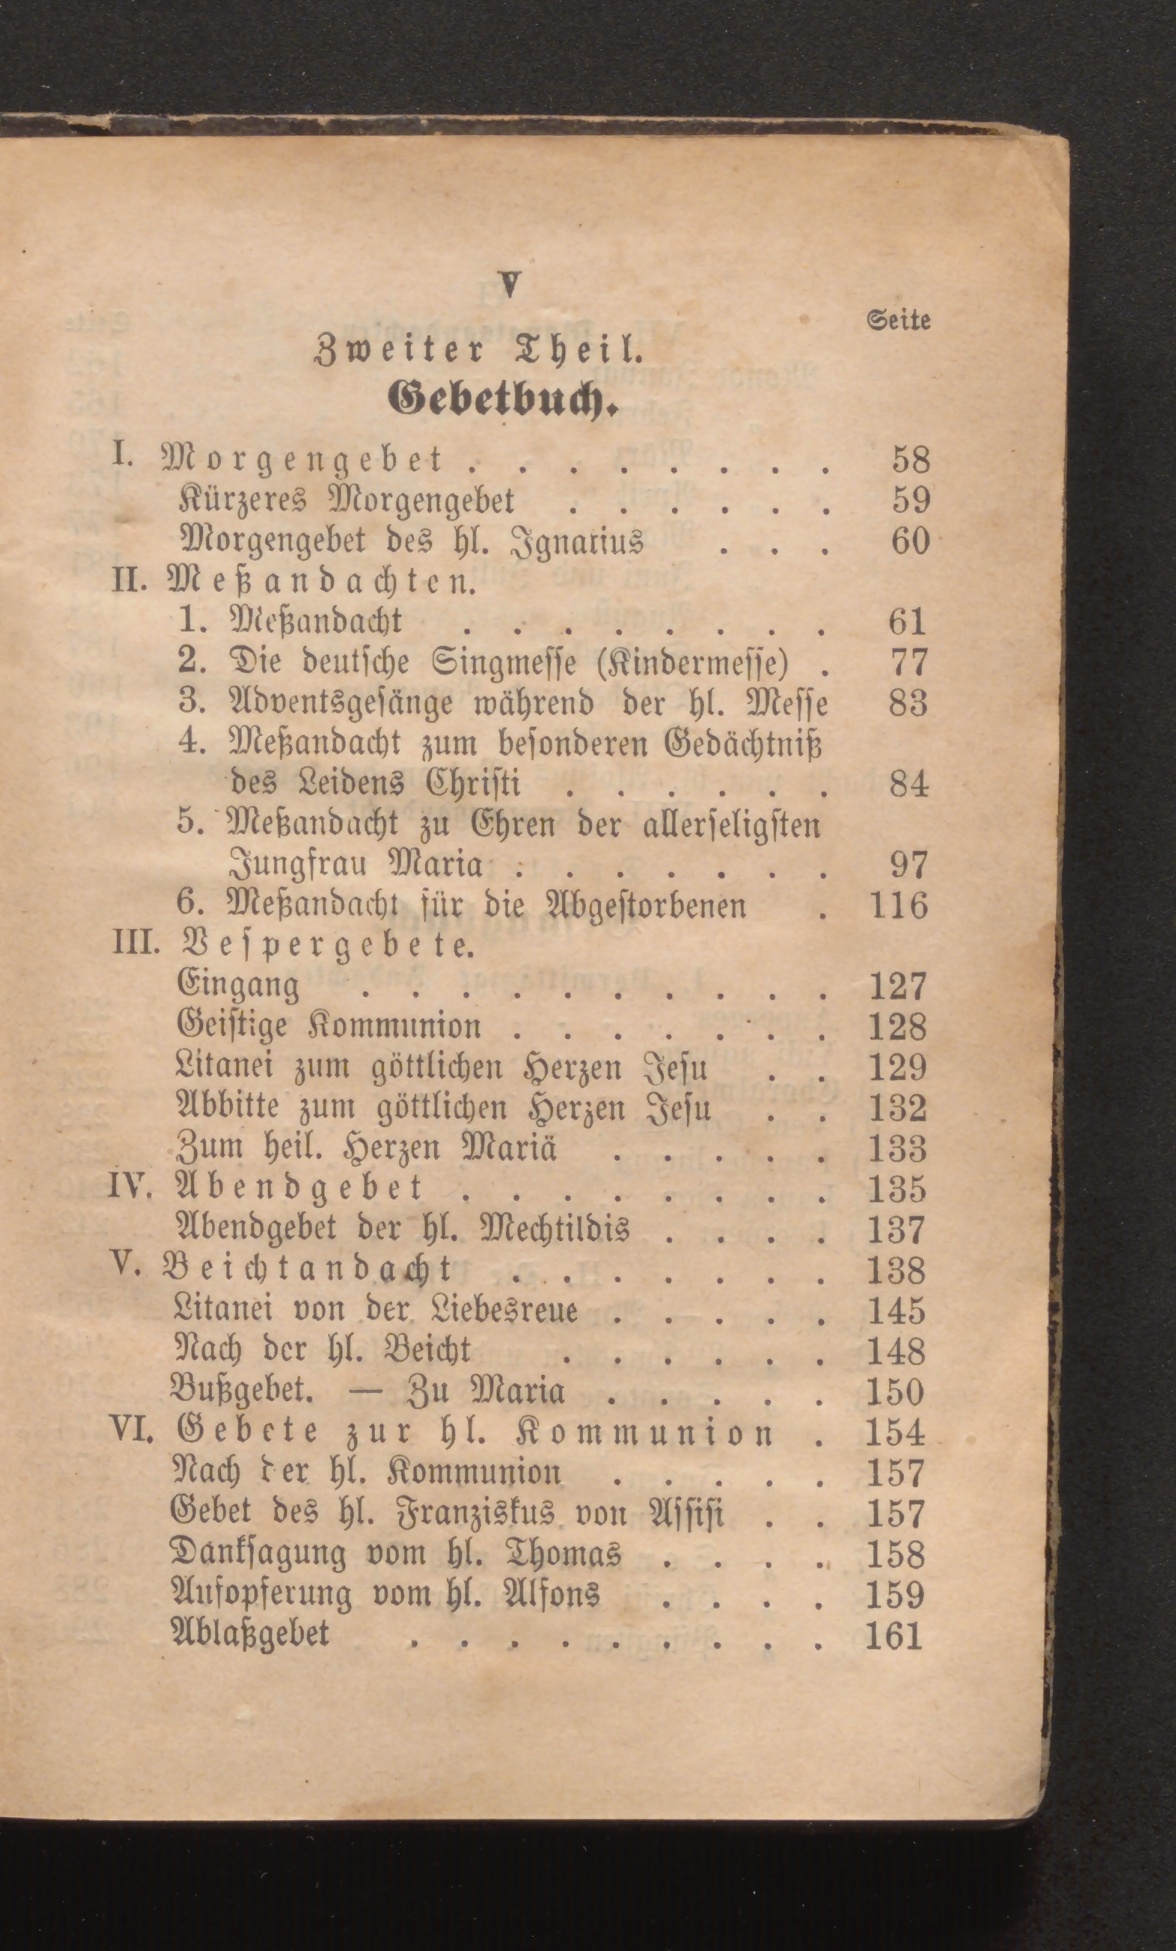 V
Seite
Zweiter Theil.
Gebetbuch.
I. Morgengebet . . . . . . . . 58
Kürzeres Morgengebet . . . . . . 59
Morgengebet des hl. Ignatius . . . 60
II. Meßandachten.
1. Meßandacht . . . . . . . . 61
2. Die deutsche Singmesse (Kindermesse) . 77
3. Adventsgesänge während der hl. Messe 83
4. Meßandacht zum besonderen Gedächtniß
des Leidens Christi . . . . . . 84
5. Meßandacht zu Ehren der allerseligsten
Jungfrau Maria . . . . . . . 97
6. Meßandacht für die Abgestorbenen . 116
III. Vespergebete.
Eingang . . . . . . . . . . 127
Geistige Kommunion . . . . . . . 128
Litanei zum göttlichen Herzen Jesu . . 129
Abbitte zum göttlichen Herzen Jesu . . 132
Zum heil. Herzen Mariä . . . . . 133
IV. Abendgebet . . . . . . . . 135
Abendgebet der hl. Mechtildis . . . . 137
V. Beichtandacht . . . . . . . 138
Litanei von der Liebesreue . . . . . 145
Nach der hl. Beicht . . . . . . 148
Bußgebet. — Zu Maria . . . . . 150
VI. Gebete zur hl. Kommunion . 154
Nach der hl. Kommunion . . . . . 157
Gebet des hl. Franziskus von Assisi . . 157
Danksagung vom hl. Thomas . . . . 158
Aufopferung vom hl. Alfons . . . . 159
Ablaßgebet . . . . . . . . . 161